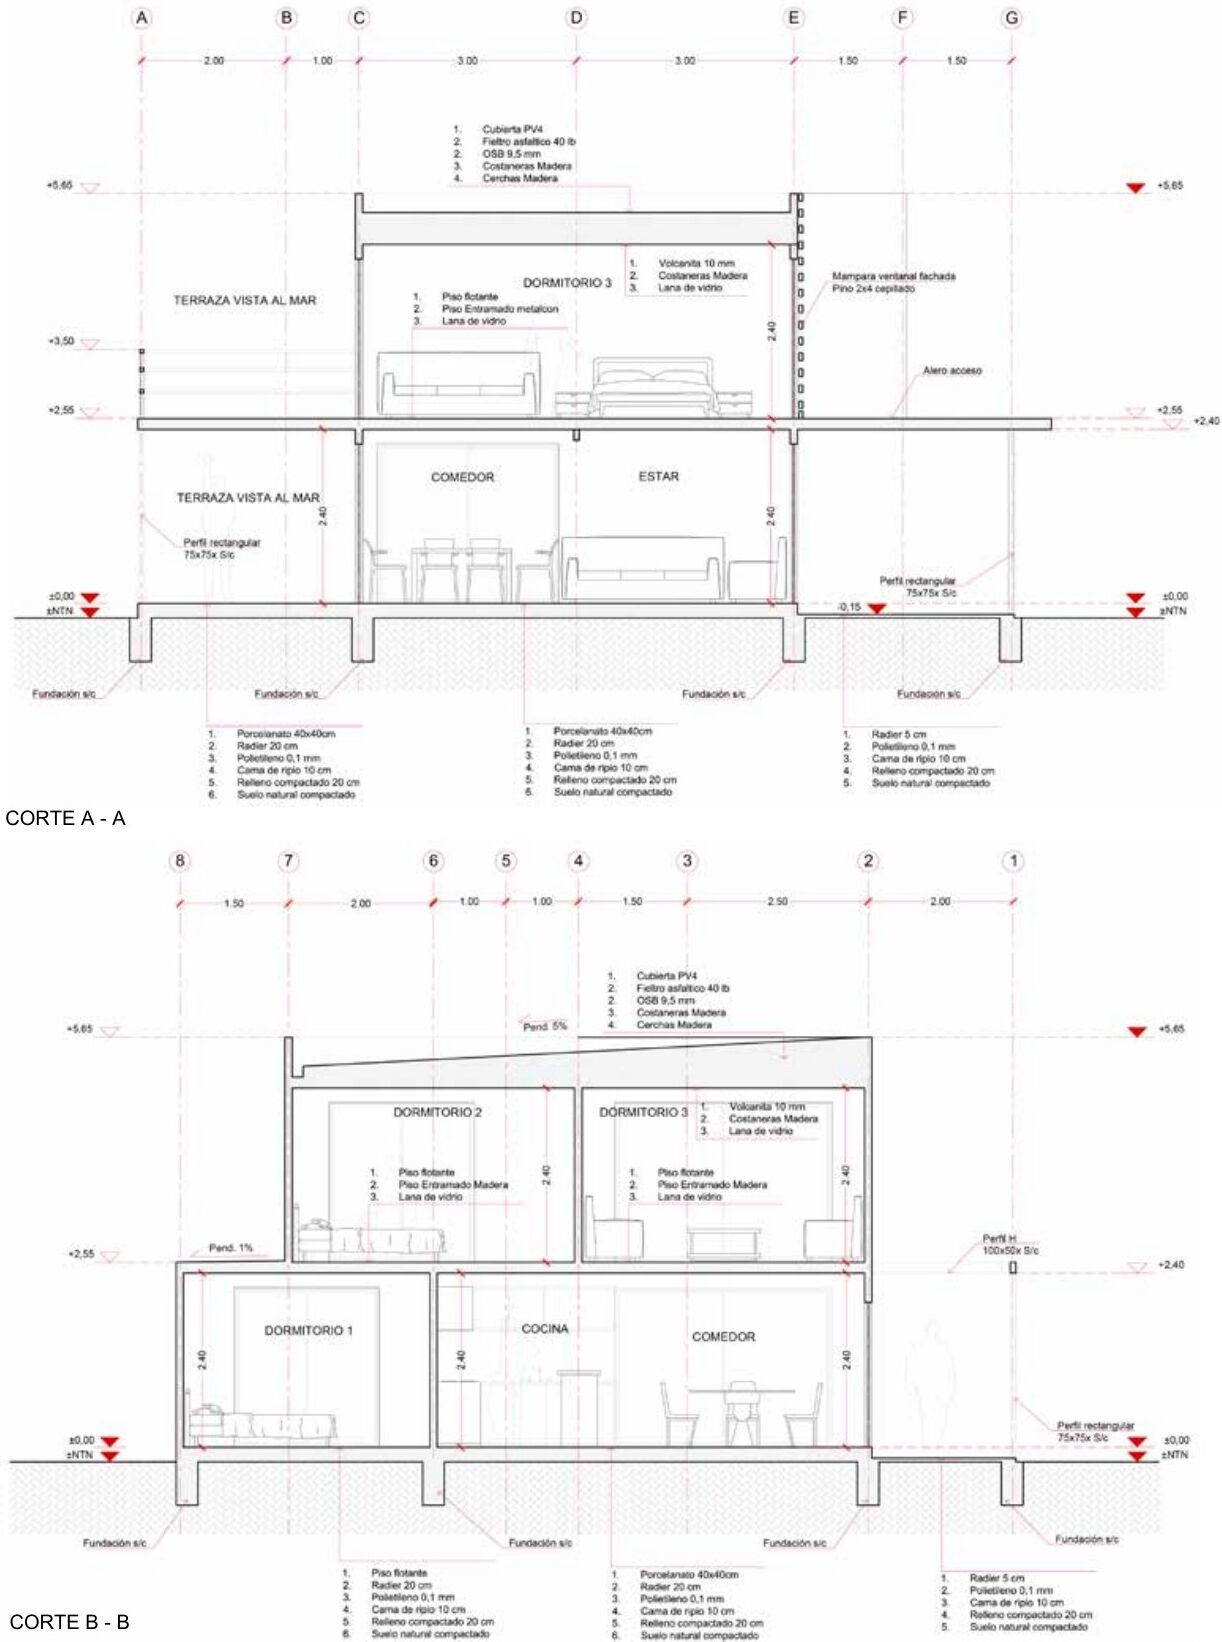 A B C D E F G
2.00 1.00 3.00 3.00 1.50 1.50
1. Cubierta PV4
2. Fieltro asfaltico 40 lb
2. OSB 9,5 mm
3. Costaneras Madera
4. Cerchas Madera
+5,65
+5,65
1. Volcanita 10 mm
2. Costaneras Madera
3. Lana de vidrio
DORMITORIO 3
Mampara ventanal fachada
Pino 2x4 cepillado
TERRAZA VISTA AL MAR
1. Piso flotante
2. Piso Entramado metalcon
3. Lana de vidrio
2.40
+3,50
Alero acceso
+2,55
+2,55
+2,40
COMEDOR
ESTAR
TERRAZA VISTA AL MAR
2.40
2.40
Perfil rectangular
75x75x S/c
Perfil rectangular
75x75x S/c
±0,00
±NTN
-0,15
±0,00
±NTN
Fundación s/c
Fundación s/c
Fundación s/c
Fundación s/c
1. Porcelanato 40x40cm
2. Radier 20 cm
3. Polietileno 0,1 mm
4. Cama de ripio 10 cm
5. Relleno compactado 20 cm
6. Suelo natural compactado
1. Porcelanato 40x40cm
2. Radier 20 cm
3. Polietileno 0,1 mm
4. Cama de ripio 10 cm
5. Relleno compactado 20 cm
6. Suelo natural compactado
1. Radier 5 cm
2. Polietileno 0,1 mm
3. Cama de ripio 10 cm
4. Relleno compactado 20 cm
5. Suelo natural compactado
CORTE A - A
8 7 6 5 4 3 2 1
1.50 2.00 1.00 1.00 1.50 2.50 2.00
1. Cubierta PV4
2. Fieltro asfaltico 40 lb
2. OSB 9,5 mm
3. Costaneras Madera
4. Cerchas Madera
Pend. 5%
+5,65
+5,65
DORMITORIO 2
DORMITORIO 3
1. Volcanita 10 mm
2. Costaneras Madera
3. Lana de vidrio
1. Piso flotante
2. Piso Entramado Madera
3. Lana de vidrio
2.40
1. Piso flotante
2. Piso Entramado Madera
3. Lana de vidrio
2.40
Pend. 1%
+2,55
Perfil H
100x50x S/c
+2,40
DORMITORIO 1
COCINA
COMEDOR
2.40
2.40
2.40
Perfil rectangular
75x75x S/c
±0,00
±NTN
±0,00
±NTN
Fundación s/c
Fundación s/c
Fundación s/c
Fundación s/c
1. Piso flotante
2. Radier 20 cm
3. Polietileno 0,1 mm
4. Cama de ripio 10 cm
5. Relleno compactado 20 cm
6. Suelo natural compactado
1. Porcelanato 40x40cm
2. Radier 20 cm
3. Polietileno 0,1 mm
4. Cama de ripio 10 cm
5. Relleno compactado 20 cm
6. Suelo natural compactado
1. Radier 5 cm
2. Polietileno 0,1 mm
3. Cama de ripio 10 cm
4. Relleno compactado 20 cm
5. Suelo natural compactado
CORTE B - B